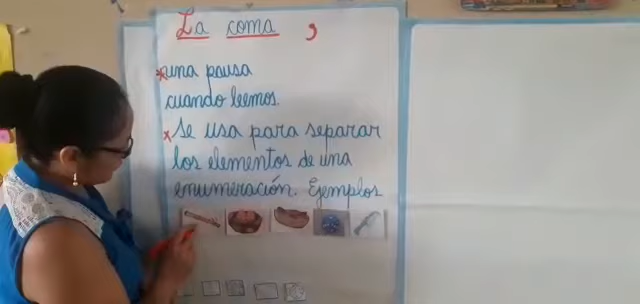 La coma ,
* una pausa
cuando leemos.
* Se usa para separar
los elementos de una
enumeración. Ejemplos